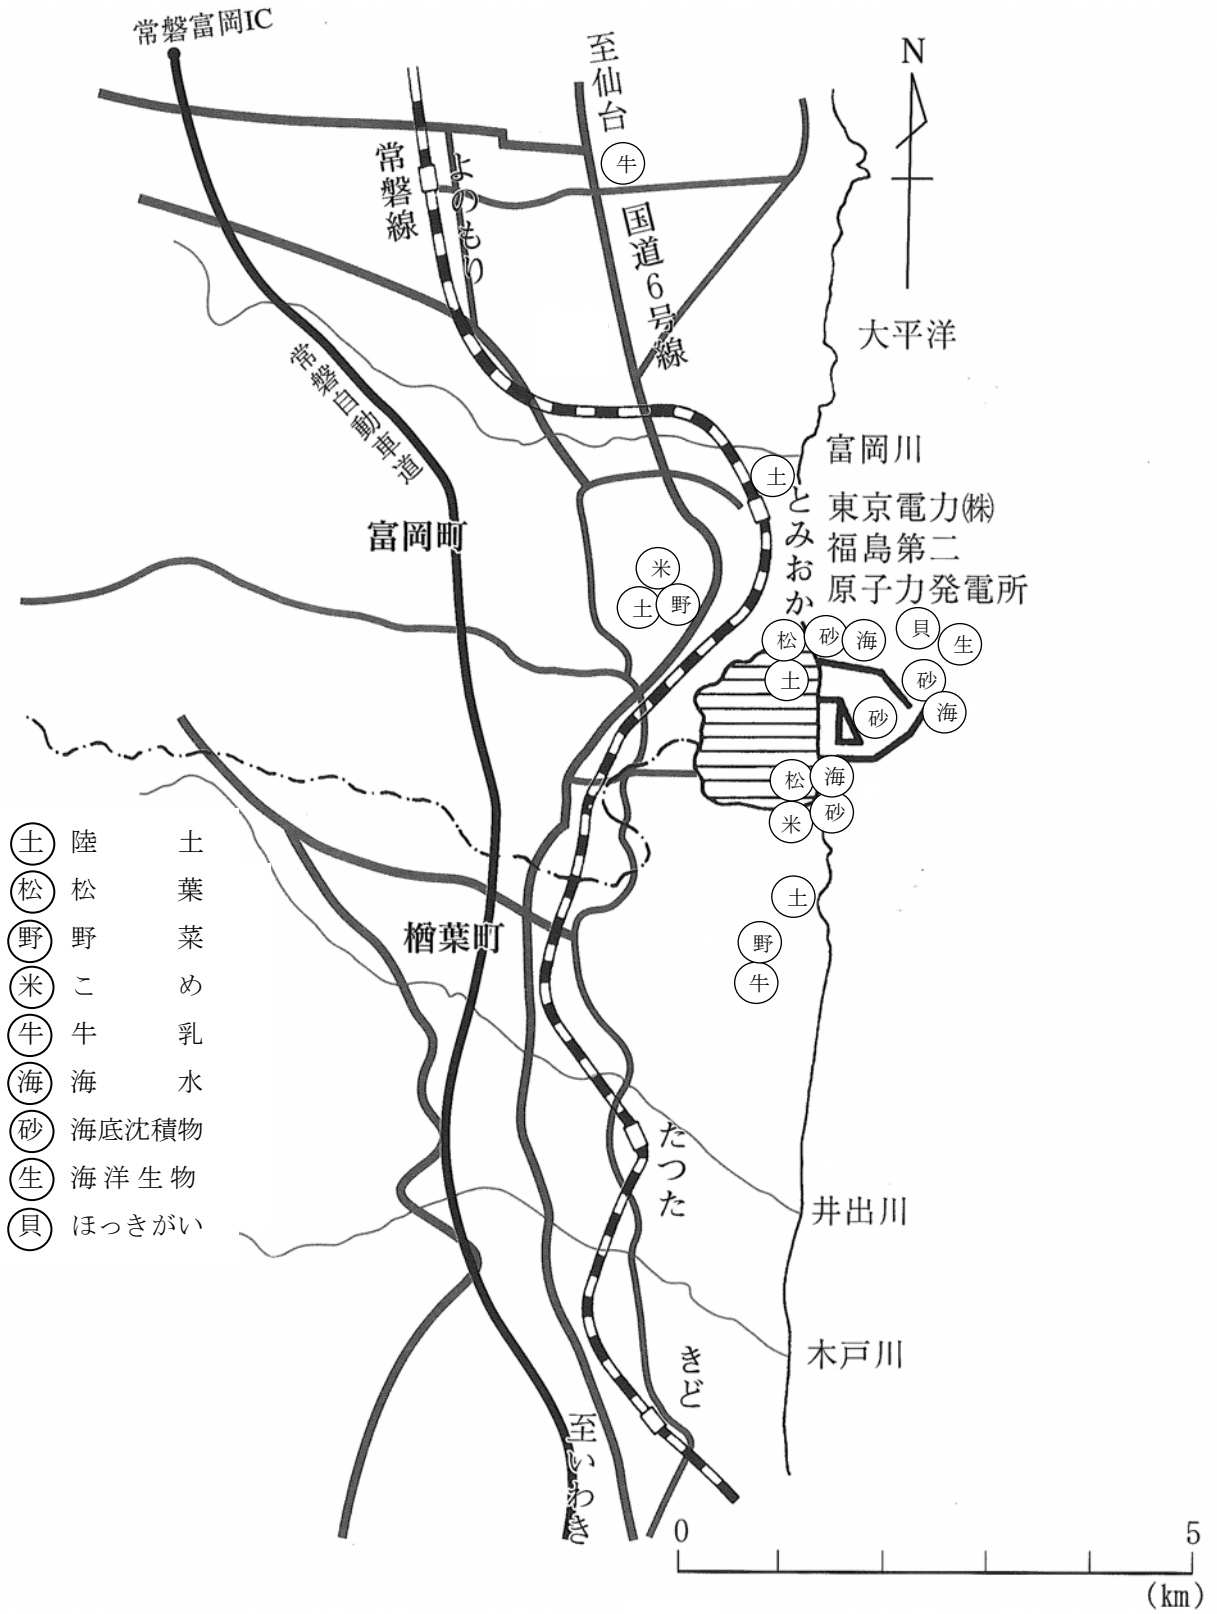 常磐富岡IC
至仙台
N
牛
常磐線
よのもり
国道6号線
大平洋
常磐自動車道
富岡川
土
とみおか
東京電力㈱
福島第二
原子力発電所
富岡町
米
土 野
松 砂 海 貝 生
土 砂
砂 海
松 海
米 砂
土 陸土
松 松葉
野 野菜
米 こめ
牛 牛乳
海 海水
砂 海底沈積物
生 海洋生物
貝 ほっきがい
土
楢葉町
野
牛
たつた
井出川
木戸川
きど
至いわき
0 5
(km)